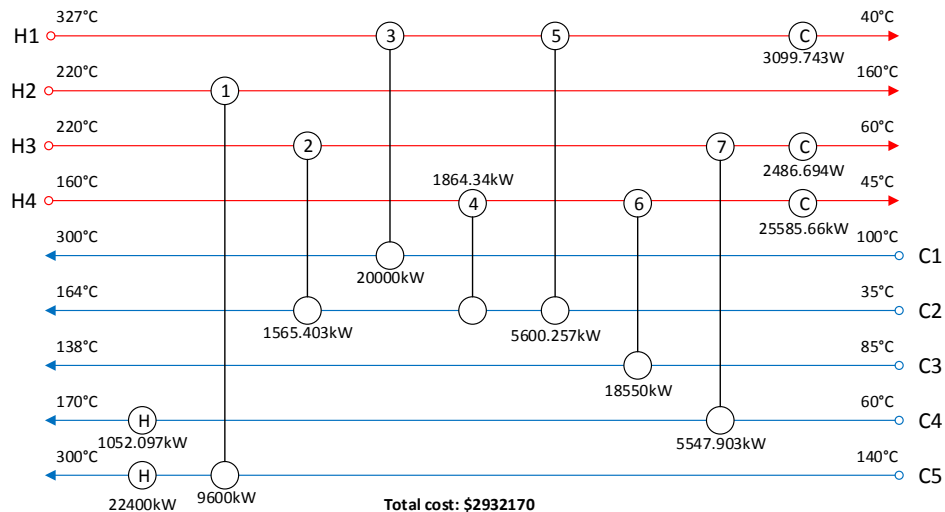 327°C 40°C
H1 3 5 C
3099.743W
220°C 160°C
H2 1
220°C 60°C
H3 2 7 C
2486.694W
160°C 1864.34kW 45°C
H4 4 6 C
25585.66kW
300°C 100°C
C1
20000kW
164°C 35°C
C2
1565.403kW 5600.257kW
138°C 85°C
C3
18550kW
170°C 60°C
H C4
1052.097kW 5547.903kW
300°C 140°C
H C5
22400kW 9600kW
Total cost: $2932170